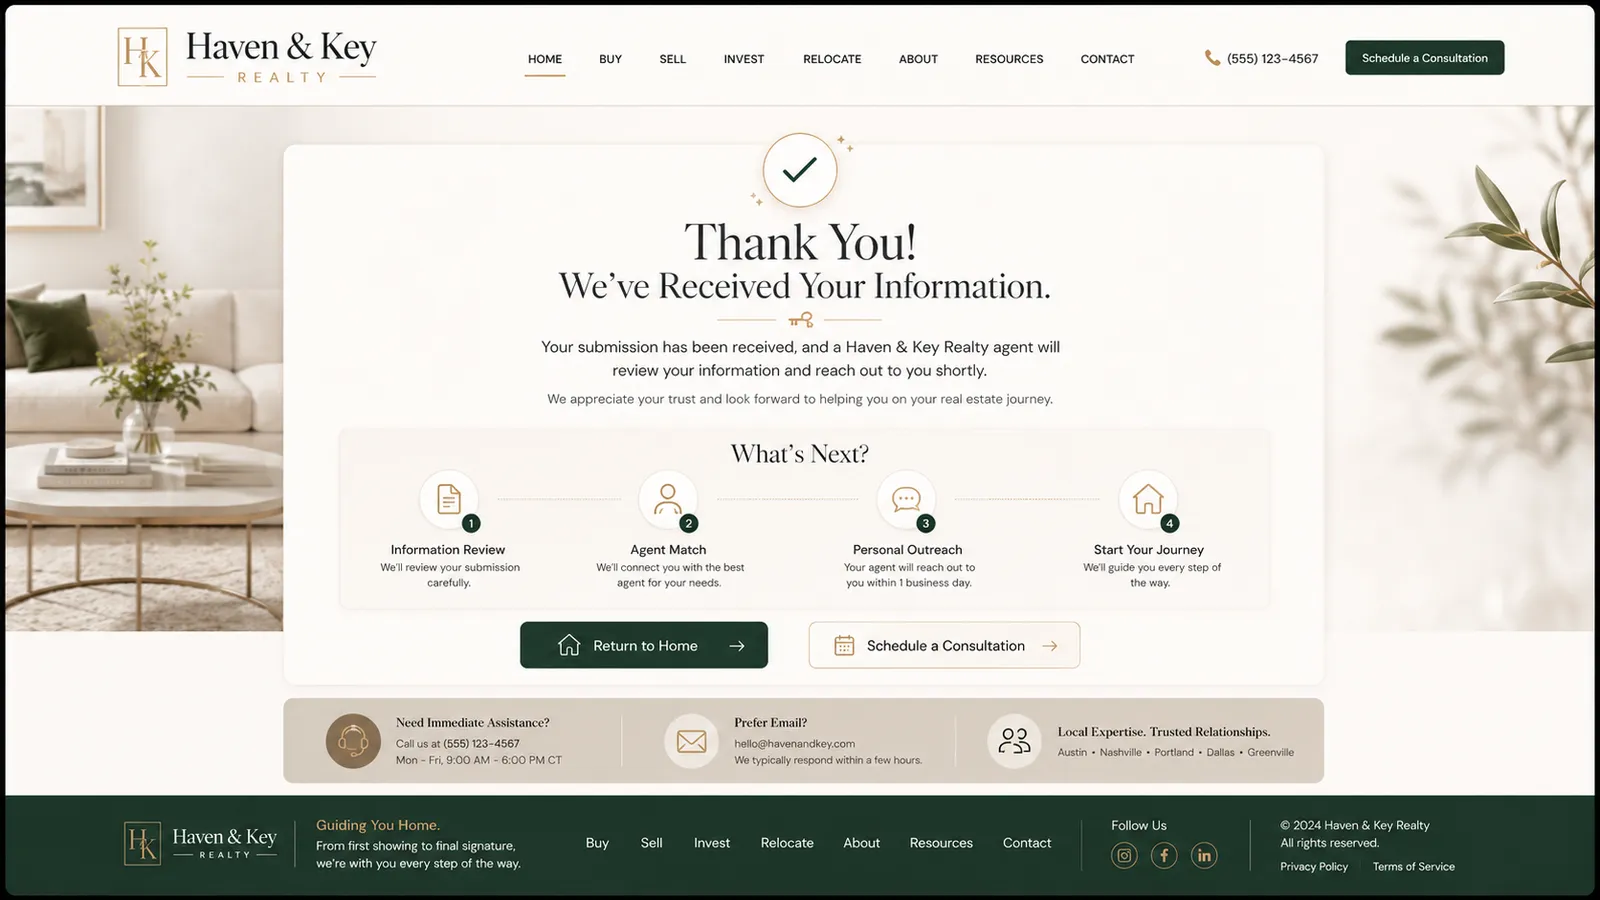 HK
Haven & Key
REALTY
HOME
BUY
SELL
INVEST
RELOCATE
ABOUT
RESOURCES
CONTACT
(555) 123-4567
Schedule a Consultation
Thank You!
We've Received Your Information.
Your submission has been received, and a Haven & Key Realty agent will
review your information and reach out to you shortly.
We appreciate your trust and look forward to helping you on your real estate journey.
What's Next?
1
Information Review
We'll review your submission
carefully.
2
Agent Match
We'll connect you with the best
agent for your needs.
3
Personal Outreach
Your agent will reach out to
you within 1 business day.
4
Start Your Journey
We'll guide you every step of
the way.
Return to Home
Schedule a Consultation
Need Immediate Assistance?
Call us at (555) 123-4567
Mon - Fri, 9:00 AM - 6:00 PM CT
Prefer Email?
hello@havenandkey.com
We typically respond within a few hours.
Local Expertise. Trusted Relationships.
Austin • Nashville • Portland • Dallas • Greenville
HK
Haven & Key
REALTY
Guiding You Home.
From first showing to final signature,
we're with you every step of the way.
Buy
Sell
Invest
Relocate
About
Resources
Contact
Follow Us
© 2024 Haven & Key Realty
All rights reserved.
Privacy Policy
Terms of Service